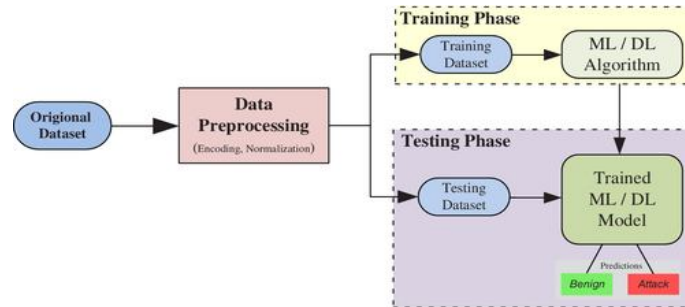 Training Phase
Training
Dataset
ML / DL
Algorithm
Origional
Dataset
Data
Preprocessing
(Encoding, Normalization)
Testing Phase
Testing
Dataset
Trained
ML / DL
Model
Predictions
Benign
Attack